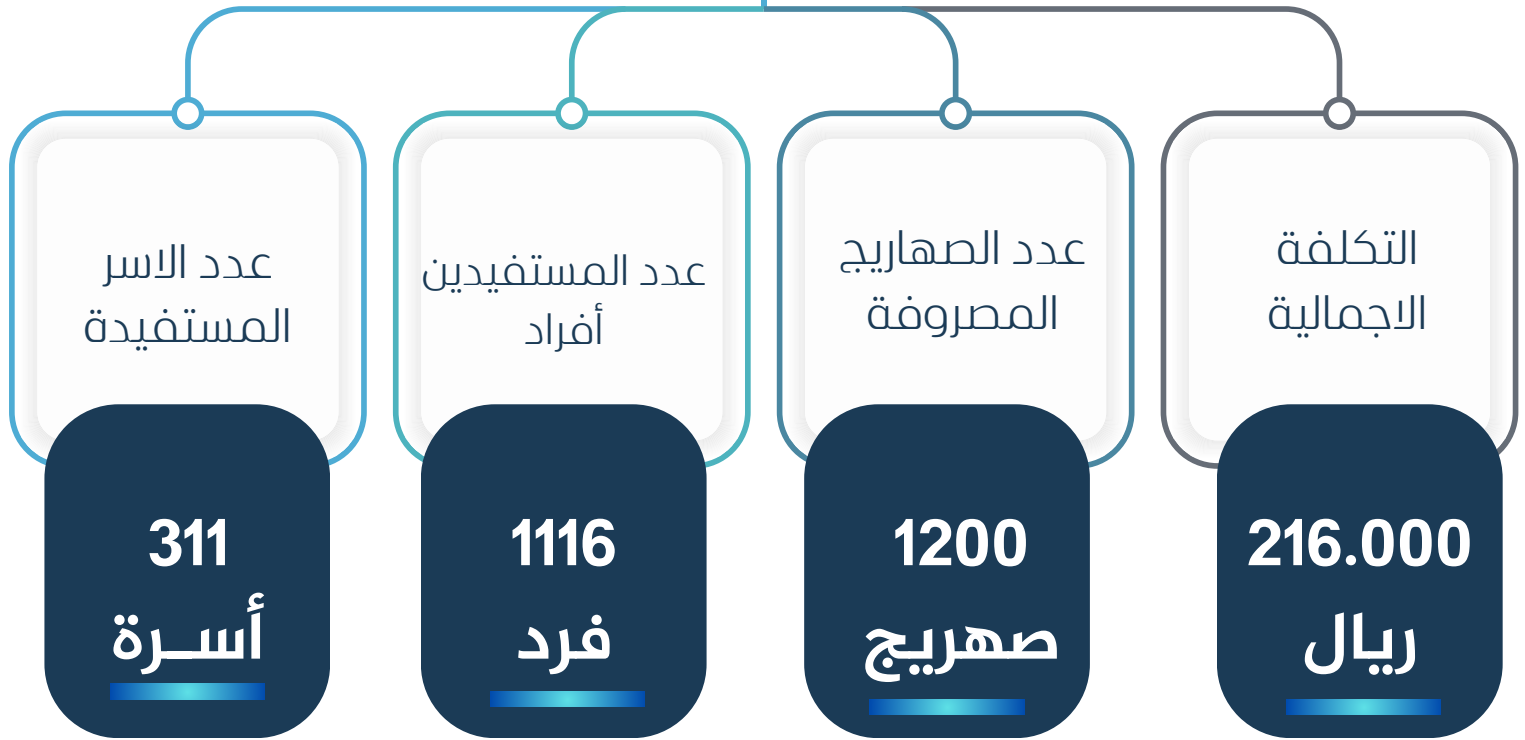 التكلفة
الاجمالية
216.000
ريال
عدد الصهاريج
المصروفة
1200
صهريج
عدد المستفيدين
أفراد
1116
فرد
عدد الاسر
المستفيدة
311
أســرة